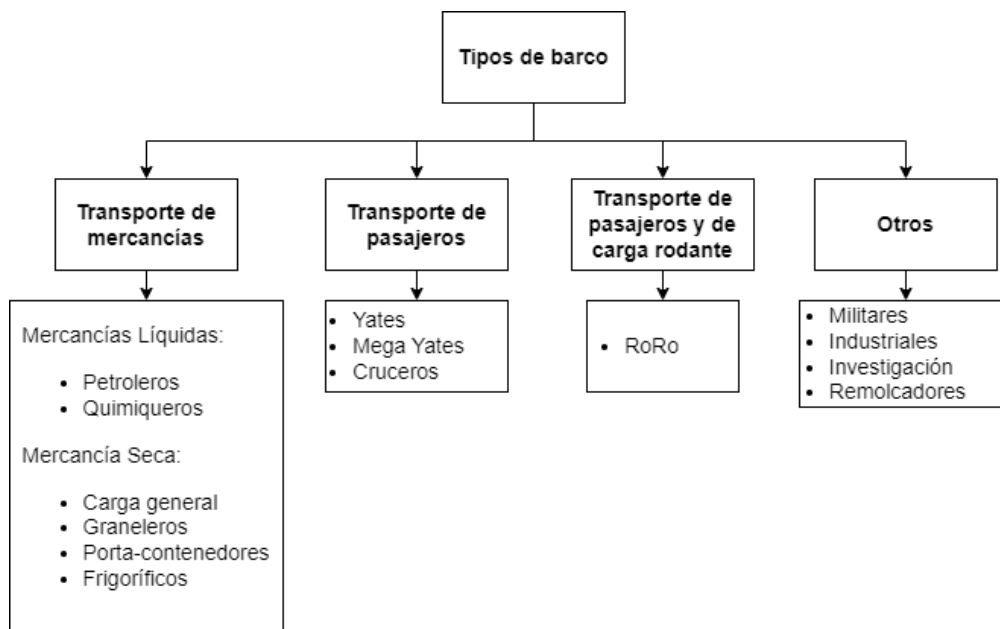 Tipos de barco
Transporte de
mercancías
Transporte de
pasajeros
Transporte de
pasajeros y de
carga rodante
Otros
Mercancías Líquidas:
• Petroleros
• Quimiqueros
Mercancía Seca:
• Carga general
• Graneleros
• Porta-contenedores
• Frigoríficos
• Yates
• Mega Yates
• Cruceros
• RoRo
• Militares
• Industriales
• Investigación
• Remolcadores